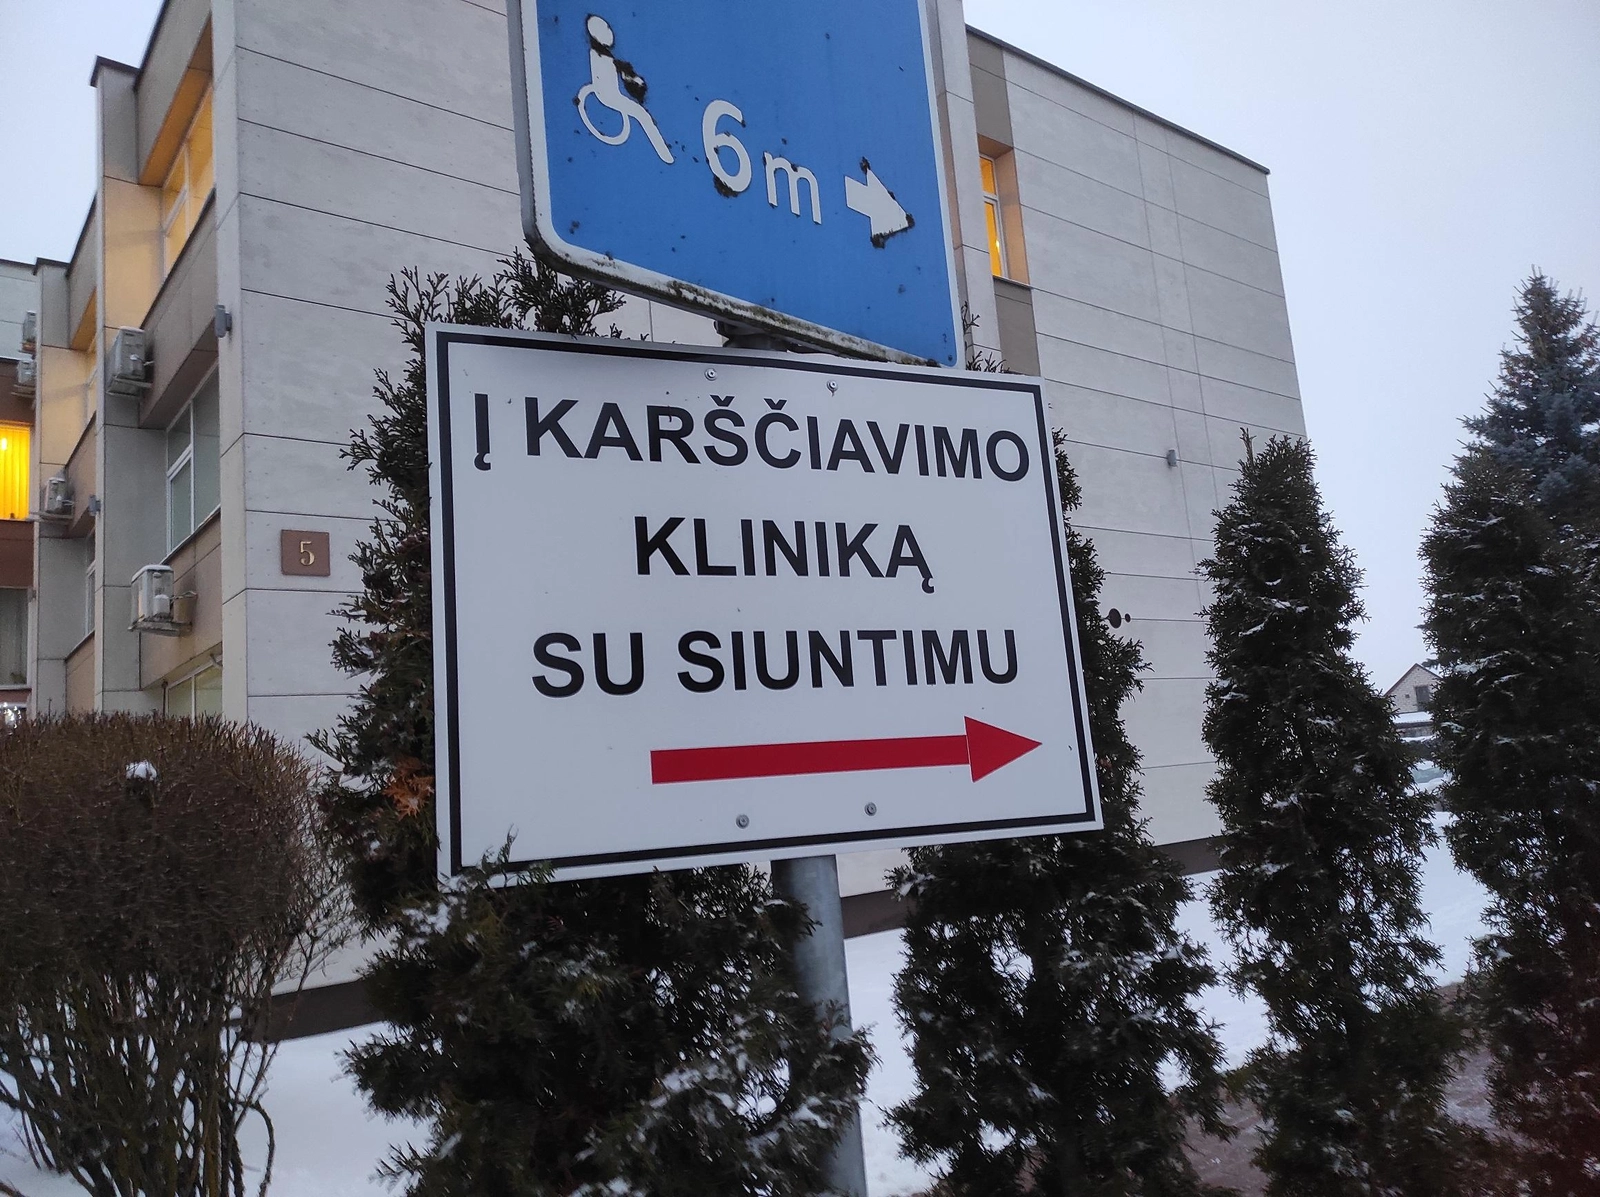 6m
Į KARŠČIAVIMO
KLINIKĄ
SU SIUNTIMU
5